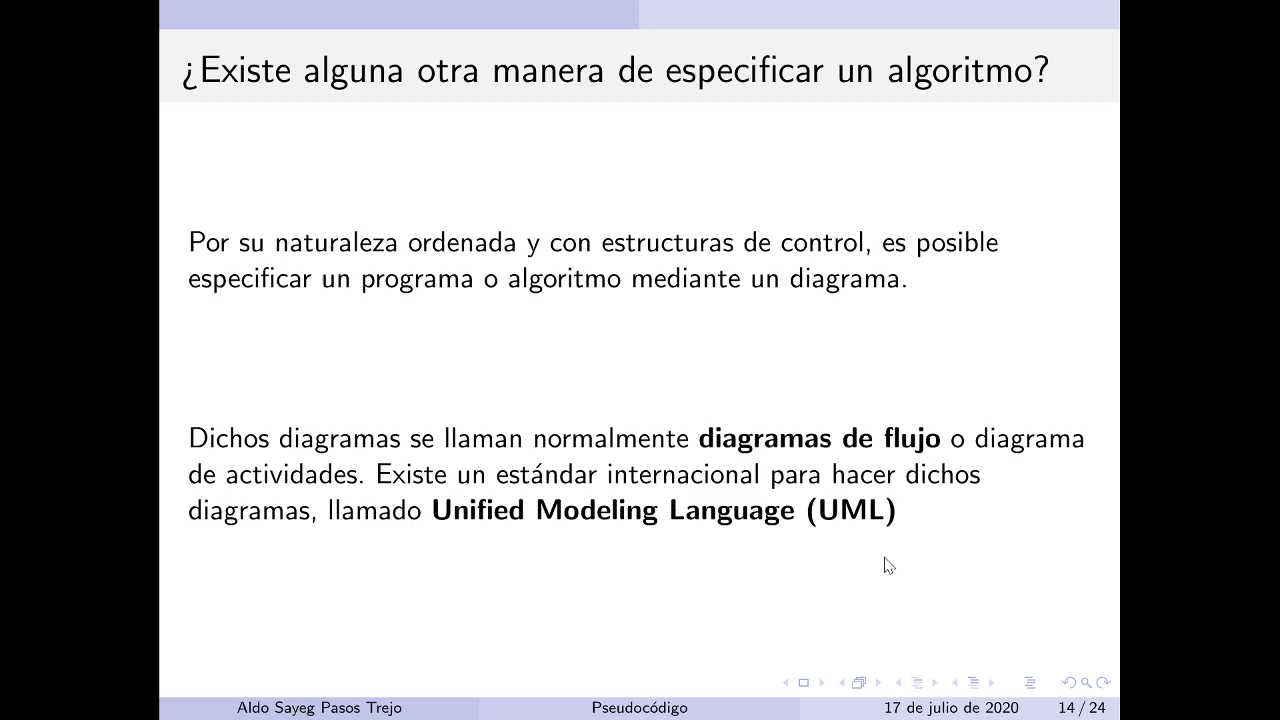 ¿Existe alguna otra manera de especificar un algoritmo?
Por su naturaleza ordenada y con estructuras de control, es posible
especificar un programa o algoritmo mediante un diagrama.
Dichos diagramas se llaman normalmente diagramas de flujo o diagrama
de actividades. Existe un estándar internacional para hacer dichos
diagramas, llamado Unified Modeling Language (UML)
Aldo Sayeg Pasos Trejo Pseudocódigo 17 de julio de 2020 14 / 24